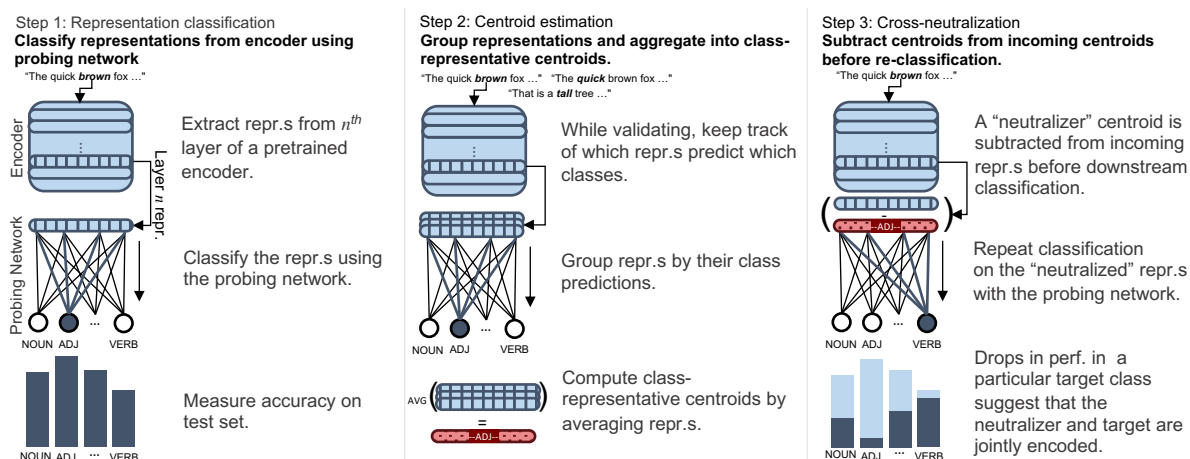 Step 1: Representation classification
Classify representations from encoder using
probing network
"The quick brown fox ..."
Encoder
Extract repr.s from nth
layer of a pretrained
encoder.
Layer n repr.
Probing Network
Classify the repr.s using
the probing network.
NOUN ADJ ... VERB
Measure accuracy on
test set.
NOUN ADJ ... VERB
Step 2: Centroid estimation
Group representations and aggregate into class-
representative centroids.
"The quick brown fox ..." "The quick brown fox ..."
"That is a tall tree ..."
While validating, keep track
of which repr.s predict which
classes.
Group repr.s by their class
predictions.
NOUN ADJ ... VERB
AVG ( )
=
--ADJ--
Compute class-
representative centroids by
averaging repr.s.
Step 3: Cross-neutralization
Subtract centroids from incoming centroids
before re-classification.
"The quick brown fox ..."
A "neutralizer" centroid is
subtracted from incoming
repr.s before downstream
classification.
( - )
--ADJ--
Repeat classification
on the "neutralized" repr.s
with the probing network.
NOUN ADJ ... VERB
Drops in perf. in a
particular target class
suggest that the
neutralizer and target are
jointly encoded.
NOUN ADJ ... VERB